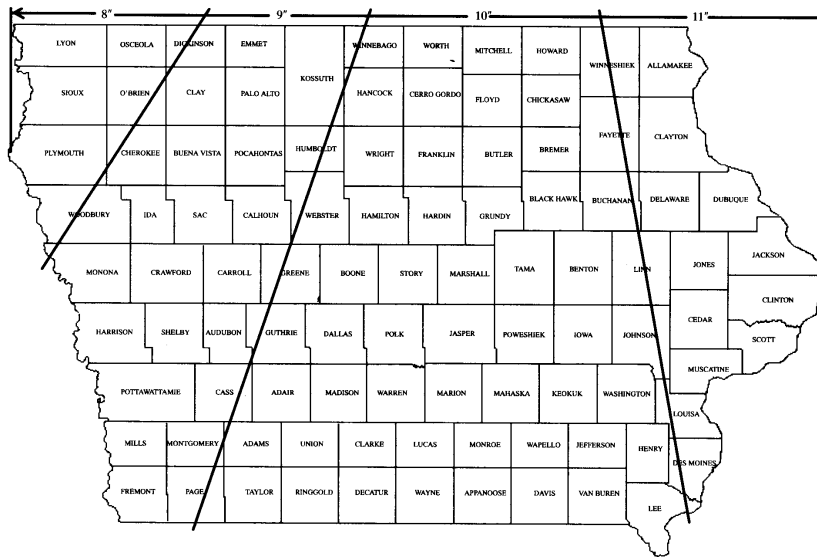 8" 9" 10" 11"
LYON OSCEOLA DICKINSON EMMET WINNEBAGO WORTH MITCHELL HOWARD WINNESHIEK ALLAMAKEE
KOSSUTH
SIOUX O'BRIEN CLAY PALO ALTO HANCOCK CERRO GORDO FLOYD CHICKASAW
FAYETTE CLAYTON
PLYMOUTH CHEROKEE BUENA VISTA POCAHONTAS HUMBOLDT WRIGHT FRANKLIN BUTLER BREMER
WOODBURY IDA SAC CALHOUN WEBSTER HAMILTON HARDIN GRUNDY BLACK HAWK BUCHANAN DELAWARE DUBUQUE
MONONA CRAWFORD CARROLL GREENE BOONE STORY MARSHALL TAMA BENTON LINN JONES JACKSON
CLINTON
HARRISON SHELBY AUDUBON GUTHRIE DALLAS POLK JASPER POWESHIEK IOWA JOHNSON CEDAR SCOTT
MUSCATINE
POTTAWATTAMIE CASS ADAIR MADISON WARREN MARION MAHASKA KEOKUK WASHINGTON
LOUISA
MILLS MONTGOMERY ADAMS UNION CLARKE LUCAS MONROE WAPELLO JEFFERSON HENRY
DES MOINES
FREMONT PAGE TAYLOR RINGGOLD DECATUR WAYNE APPANOOSE DAVIS VAN BUREN
LEE